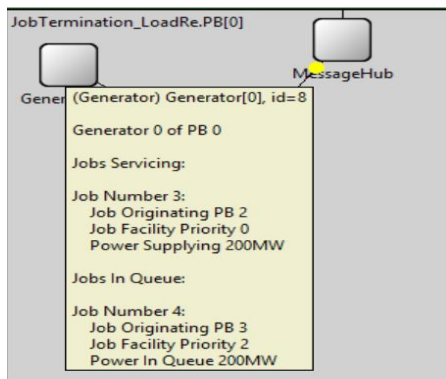 JobTermination_LoadRe.PB[0]
MessageHub
Gener
(Generator) Generator[0], id=8
Generator 0 of PB 0
Jobs Servicing:
Job Number 3:
Job Originating PB 2
Job Facility Priority 0
Power Supplying 200MW
Jobs In Queue:
Job Number 4:
Job Originating PB 3
Job Facility Priority 2
Power In Queue 200MW